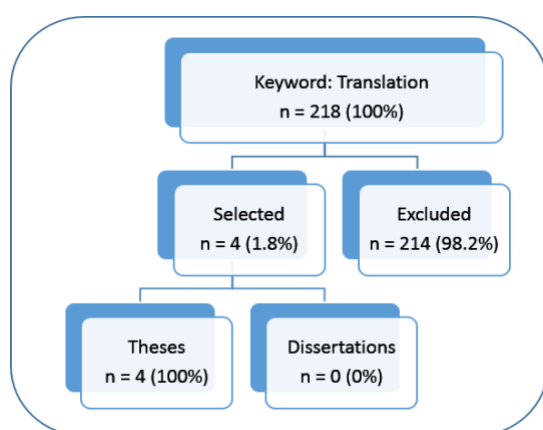 Keyword: Translation
n = 218 (100%)
Selected
n = 4 (1.8%)
Excluded
n = 214 (98.2%)
Theses
n = 4 (100%)
Dissertations
n = 0 (0%)